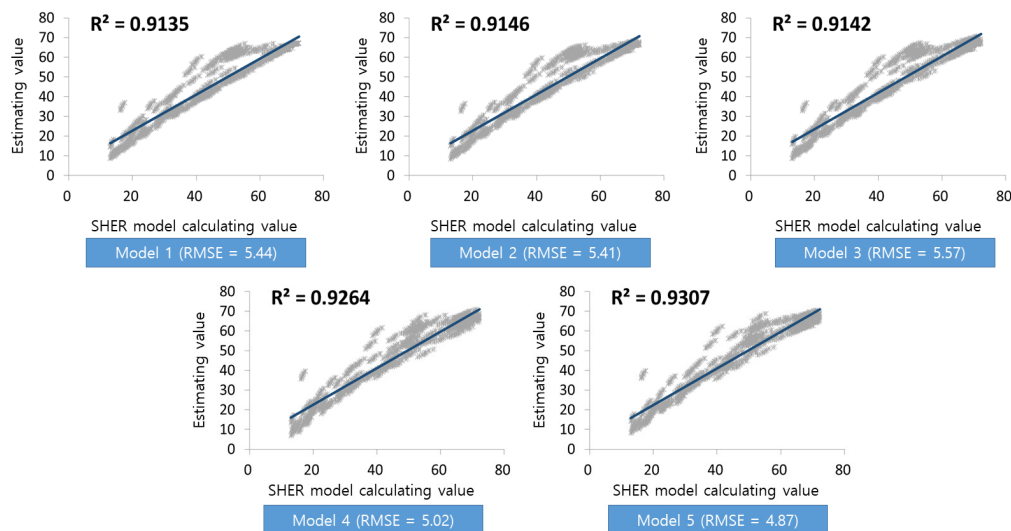 R² = 0.9135
80
70
60
50
40
30
20
10
0
Estimating value
0 20 40 60 80
SHER model calculating value
Model 1 (RMSE = 5.44)
R² = 0.9146
80
70
60
50
40
30
20
10
0
Estimating value
0 20 40 60 80
SHER model calculating value
Model 2 (RMSE = 5.41)
R² = 0.9142
80
70
60
50
40
30
20
10
0
Estimating value
0 20 40 60 80
SHER model calculating value
Model 3 (RMSE = 5.57)
R² = 0.9264
80
70
60
50
40
30
20
10
0
Estimating value
0 20 40 60 80
SHER model calculating value
Model 4 (RMSE = 5.02)
R² = 0.9307
80
70
60
50
40
30
20
10
0
Estimating value
0 20 40 60 80
SHER model calculating value
Model 5 (RMSE = 4.87)